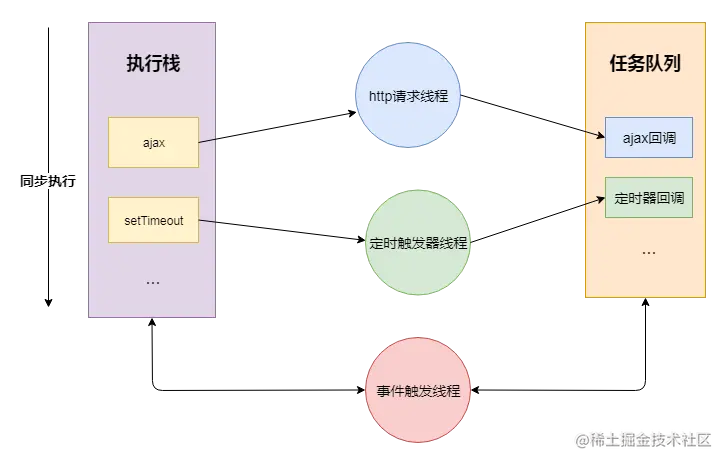 同步执行
执行栈
ajax
setTimeout
...
http请求线程
定时触发器线程
事件触发线程
任务队列
ajax回调
定时器回调
...
@稀土掘金技术社区